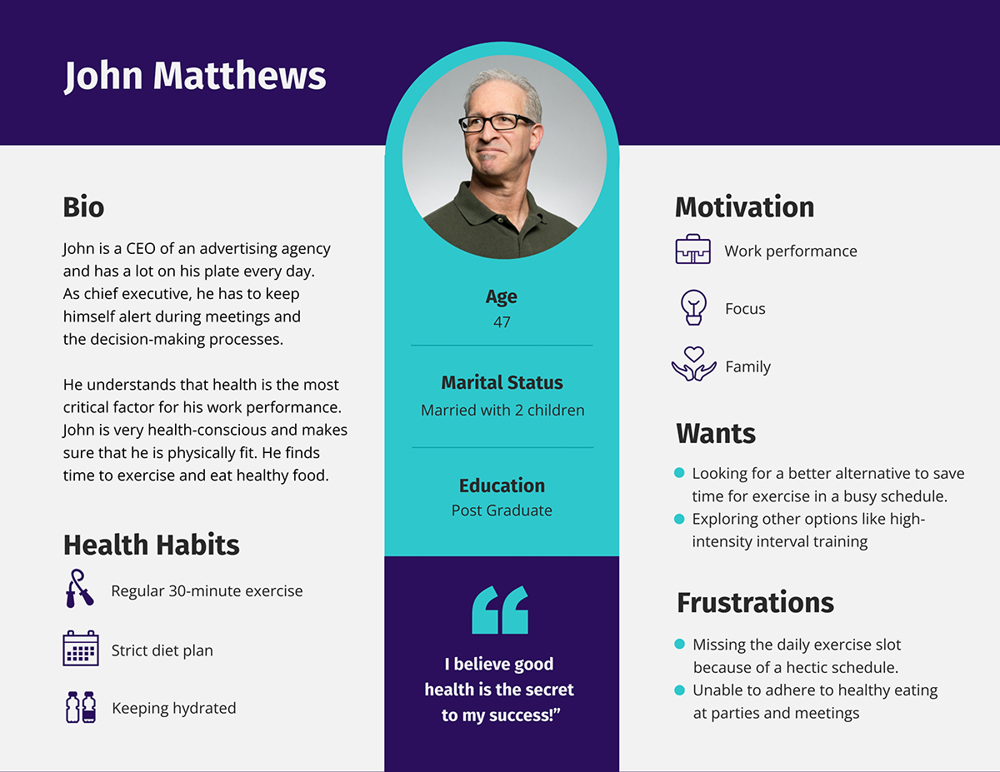 John Matthews
Bio
John is a CEO of an advertising agency
and has a lot on his plate every day.
As chief executive, he has to keep
himself alert during meetings and
the decision-making processes.
He understands that health is the most
critical factor for his work performance.
John is very health-conscious and makes
sure that he is physically fit. He finds
time to exercise and eat healthy food.
Health Habits
Regular 30-minute exercise
Strict diet plan
Keeping hydrated
Age
47
Marital Status
Married with 2 children
Education
Post Graduate
“
I believe good
health is the secret
to my success!”
Motivation
Work performance
Focus
Family
Wants
Looking for a better alternative to save
time for exercise in a busy schedule.
Exploring other options like high-
intensity interval training
Frustrations
Missing the daily exercise slot
because of a hectic schedule.
Unable to adhere to healthy eating
at parties and meetings